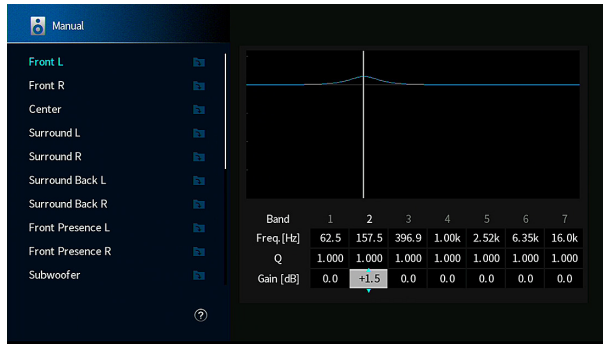 Manual
Front L
Front R
Center
Surround L
Surround R
Surround Back L
Surround Back R
Front Presence L
Front Presence R
Subwoofer
?
Band 1 2 3 4 5 6 7
Freq.[Hz] 62.5 157.5 396.9 1.00k 2.52k 6.35k 16.0k
Q 1.000 1.000 1.000 1.000 1.000 1.000 1.000
Gain [dB] 0.0 +1.5 0.0 0.0 0.0 0.0 0.0